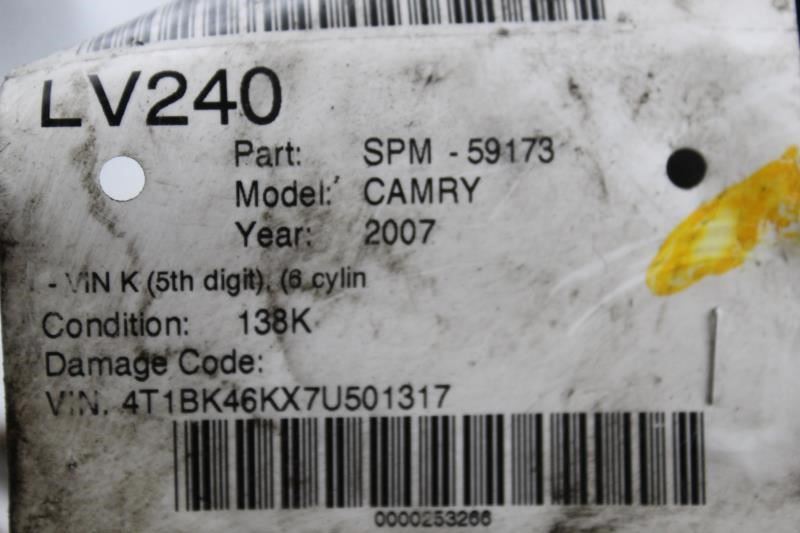 LV240
Part: SPM - 59173
Model: CAMRY
Year: 2007
- VIN K (5th digit), (6 cylin
Condition: 138K
Damage Code:
VIN. 4T1BK46KX7U501317
0000253266